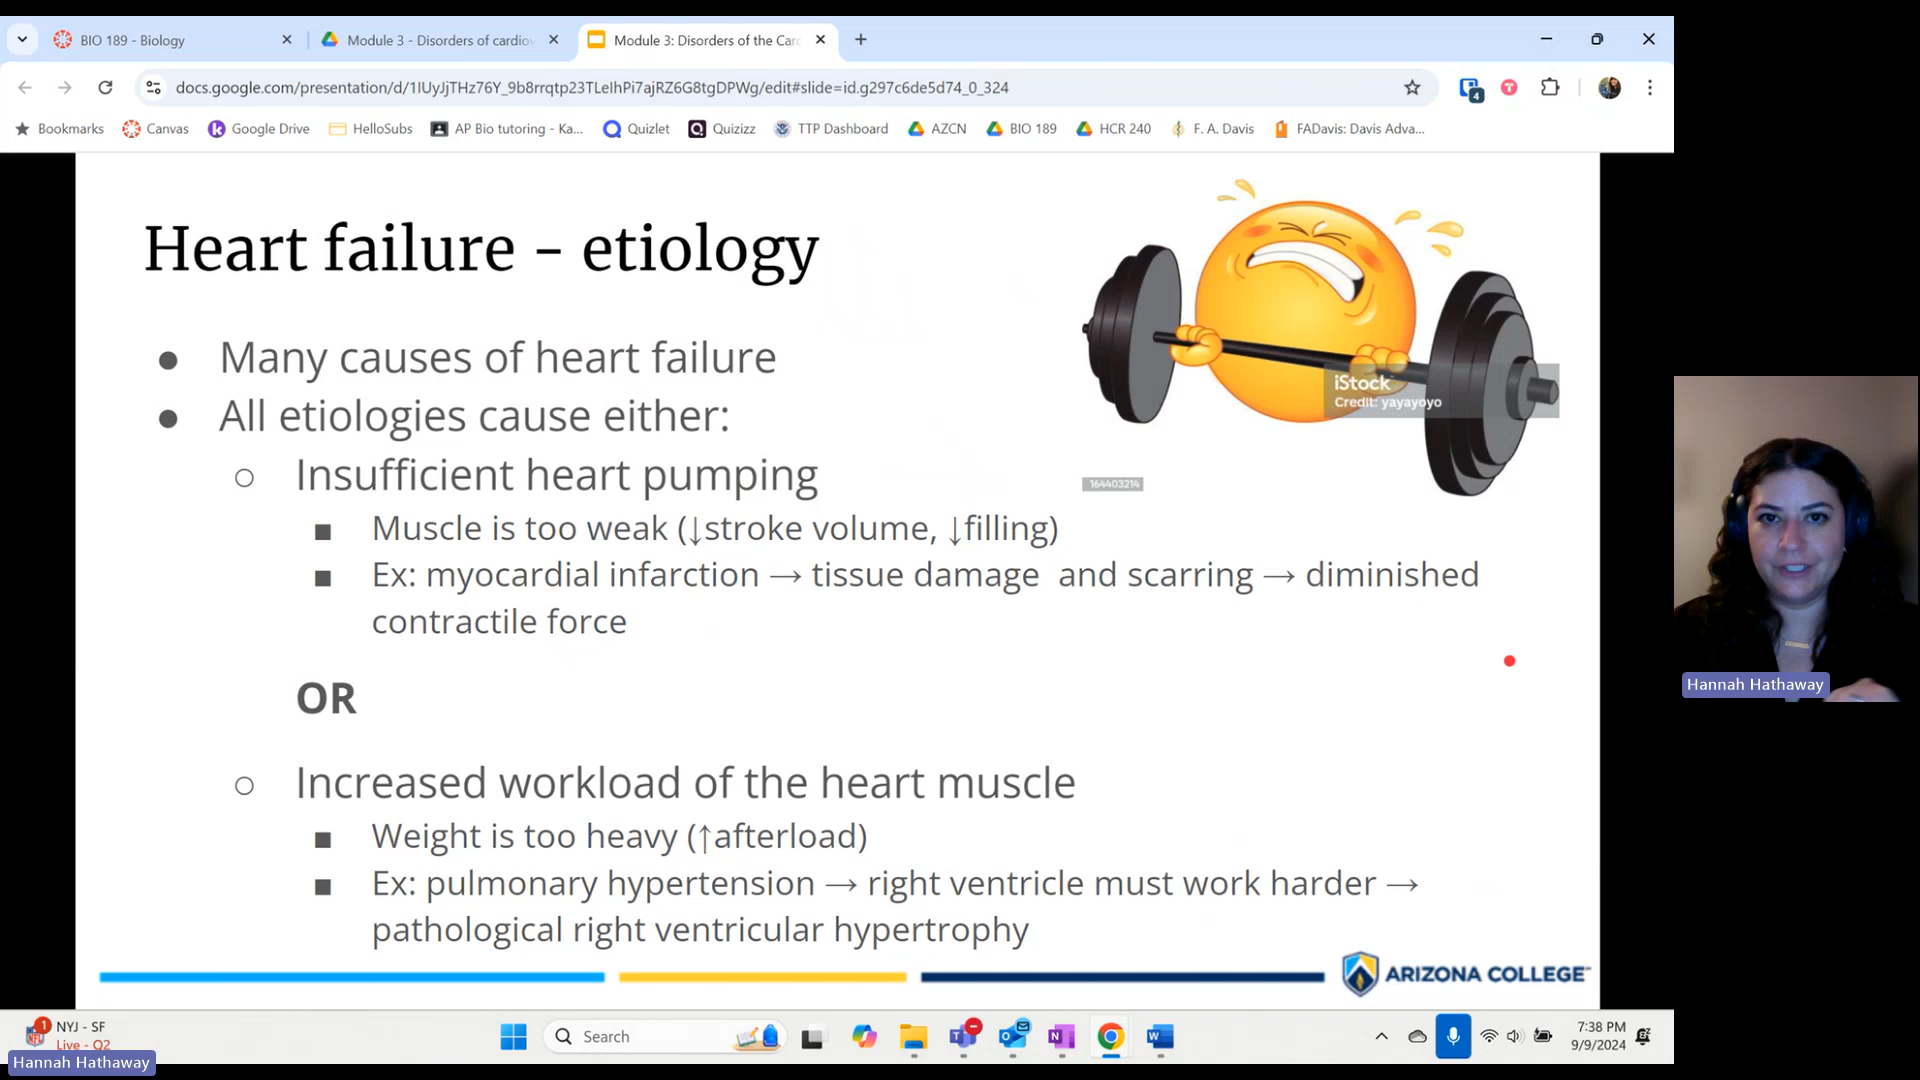 BIO 189 - Biology
Module 3 - Disorders of cardiov
Module 3: Disorders of the Car
docs.google.com/presentation/d/1IUyJjTHz76Y_9b8rrqtp23TLeIhPi7ajRZ6G8tgDPWg/edit#slide=id.g297c6de5d74_0_324
4
Bookmarks
Canvas
Google Drive
HelloSubs
AP Bio tutoring - Ka...
Quizlet
Quizizz
TTP Dashboard
AZCN
BIO 189
HCR 240
F. A. Davis
FADavis: Davis Adva...
Heart failure - etiology
● Many causes of heart failure
● All etiologies cause either:
○ Insufficient heart pumping
■ Muscle is too weak (↓stroke volume, ↓filling)
■ Ex: myocardial infarction → tissue damage and scarring → diminished
contractile force
OR
○ Increased workload of the heart muscle
■ Weight is too heavy (↑afterload)
■ Ex: pulmonary hypertension → right ventricle must work harder →
pathological right ventricular hypertrophy
iStock
Credit: yayayoyo
164403214
ARIZONA COLLEGE
Hannah Hathaway
1
NYJ - SF
Live - Q2
Search
7:38 PM
9/9/2024
Hannah Hathaway